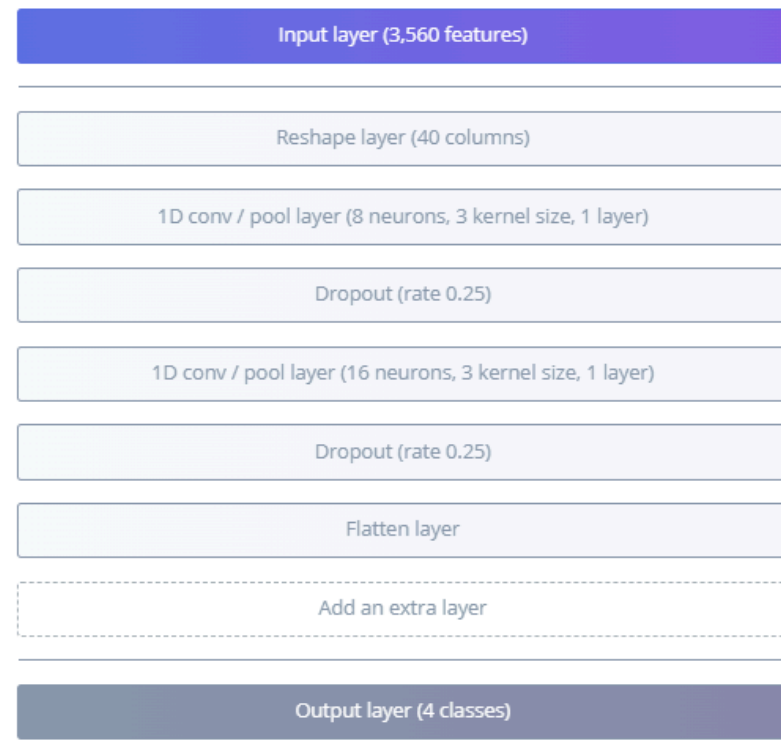 Input layer (3,560 features)
Reshape layer (40 columns)
1D conv / pool layer (8 neurons, 3 kernel size, 1 layer)
Dropout (rate 0.25)
1D conv / pool layer (16 neurons, 3 kernel size, 1 layer)
Dropout (rate 0.25)
Flatten layer
Add an extra layer
Output layer (4 classes)